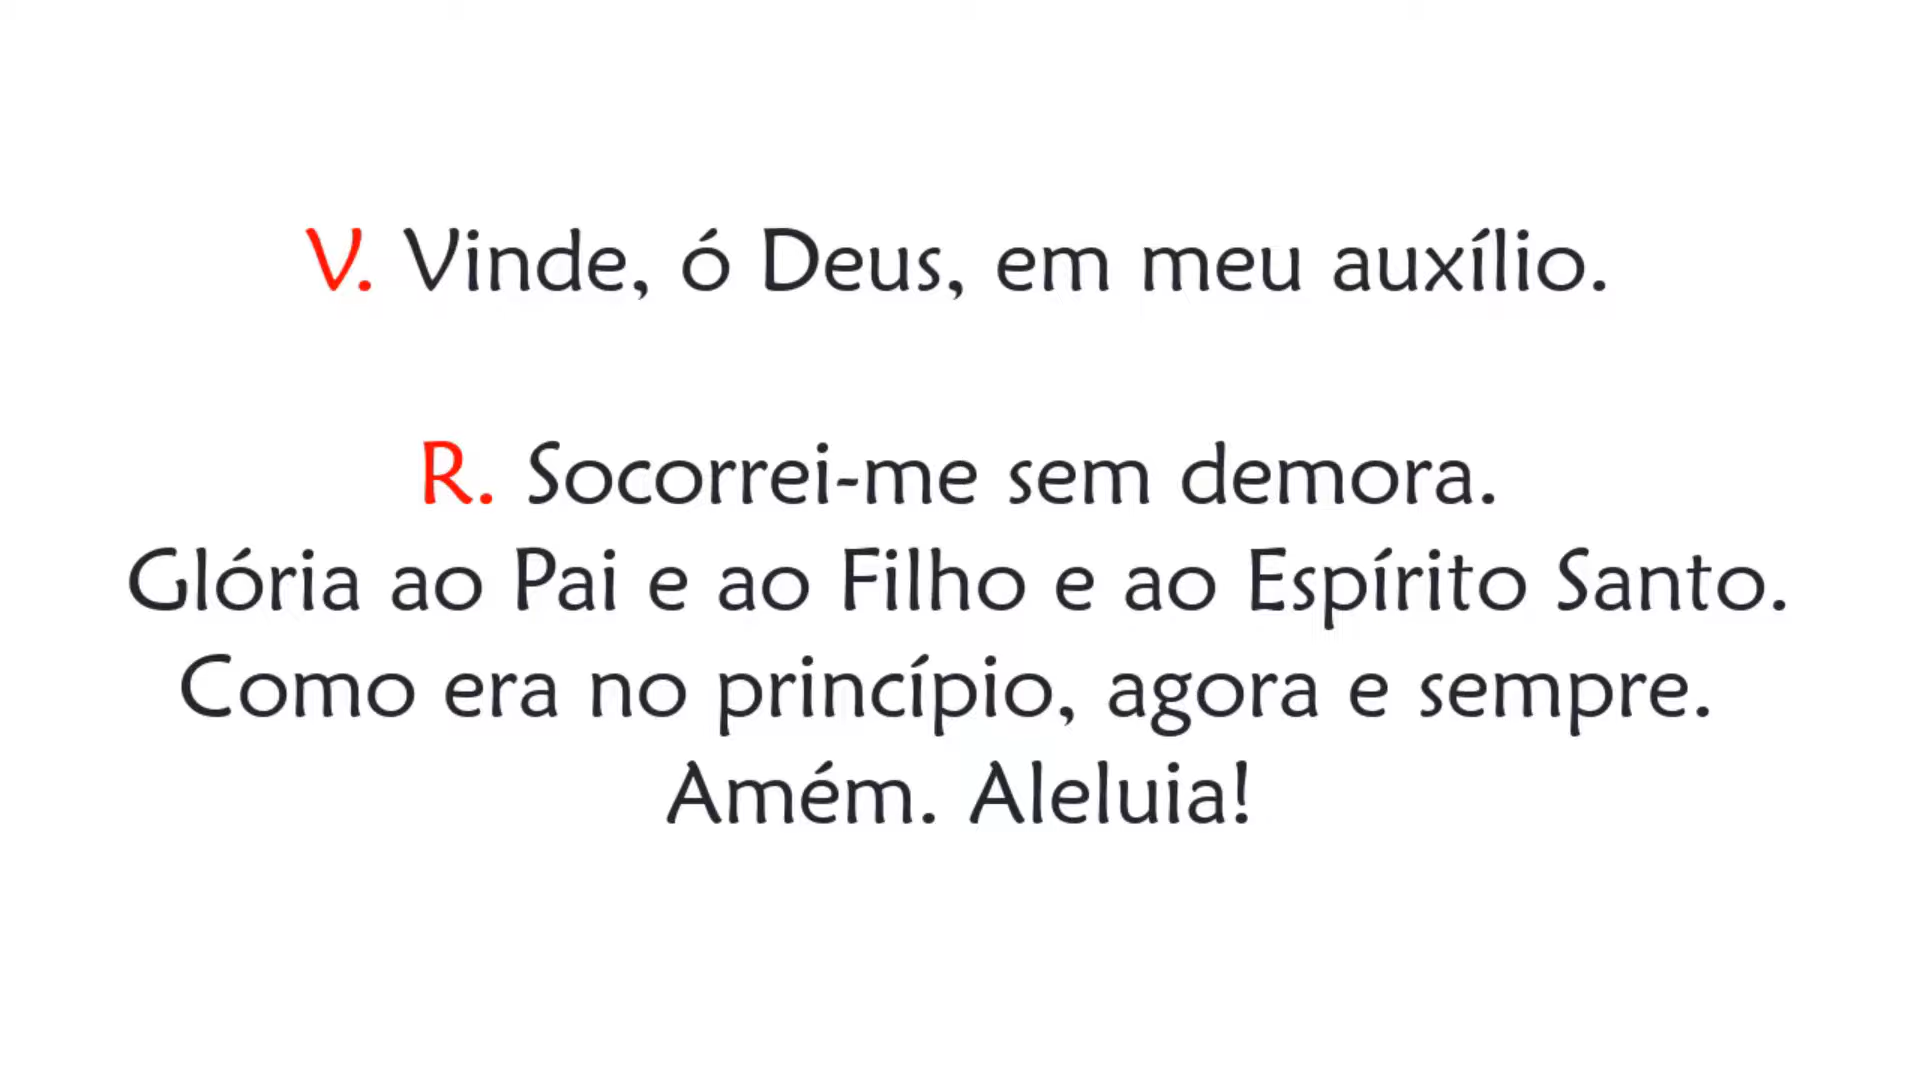 V. Vinde, ó Deus, em meu auxílio.
R. Socorrei-me sem demora.
Glória ao Pai e ao Filho e ao Espírito Santo.
Como era no princípio, agora e sempre.
Amém. Aleluia!